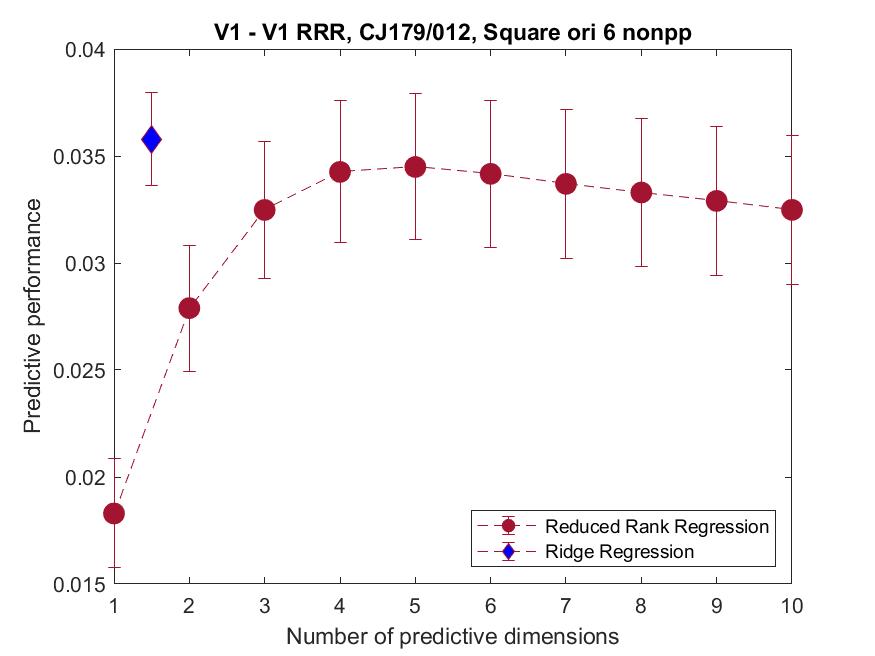 V1 - V1 RRR, CJ179/012, Square ori 6 nonpp
0.04
0.035
0.03
0.025
0.02
0.015
Predictive performance
1 2 3 4 5 6 7 8 9 10
Number of predictive dimensions
Reduced Rank Regression
Ridge Regression